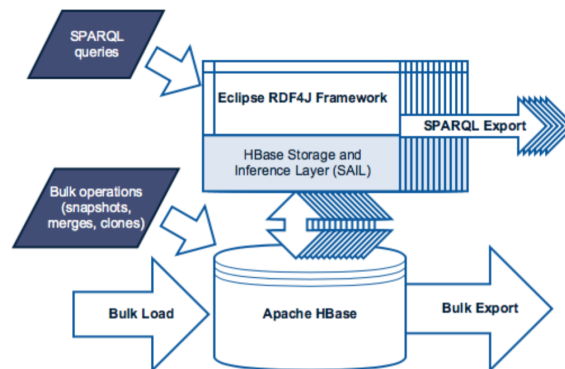 SPARQL
queries
Eclipse RDF4J Framework
SPARQL Export
HBase Storage and
Inference Layer (SAIL)
Bulk operations
(snapshots,
merges, clones)
Bulk Load
Apache HBase
Bulk Export